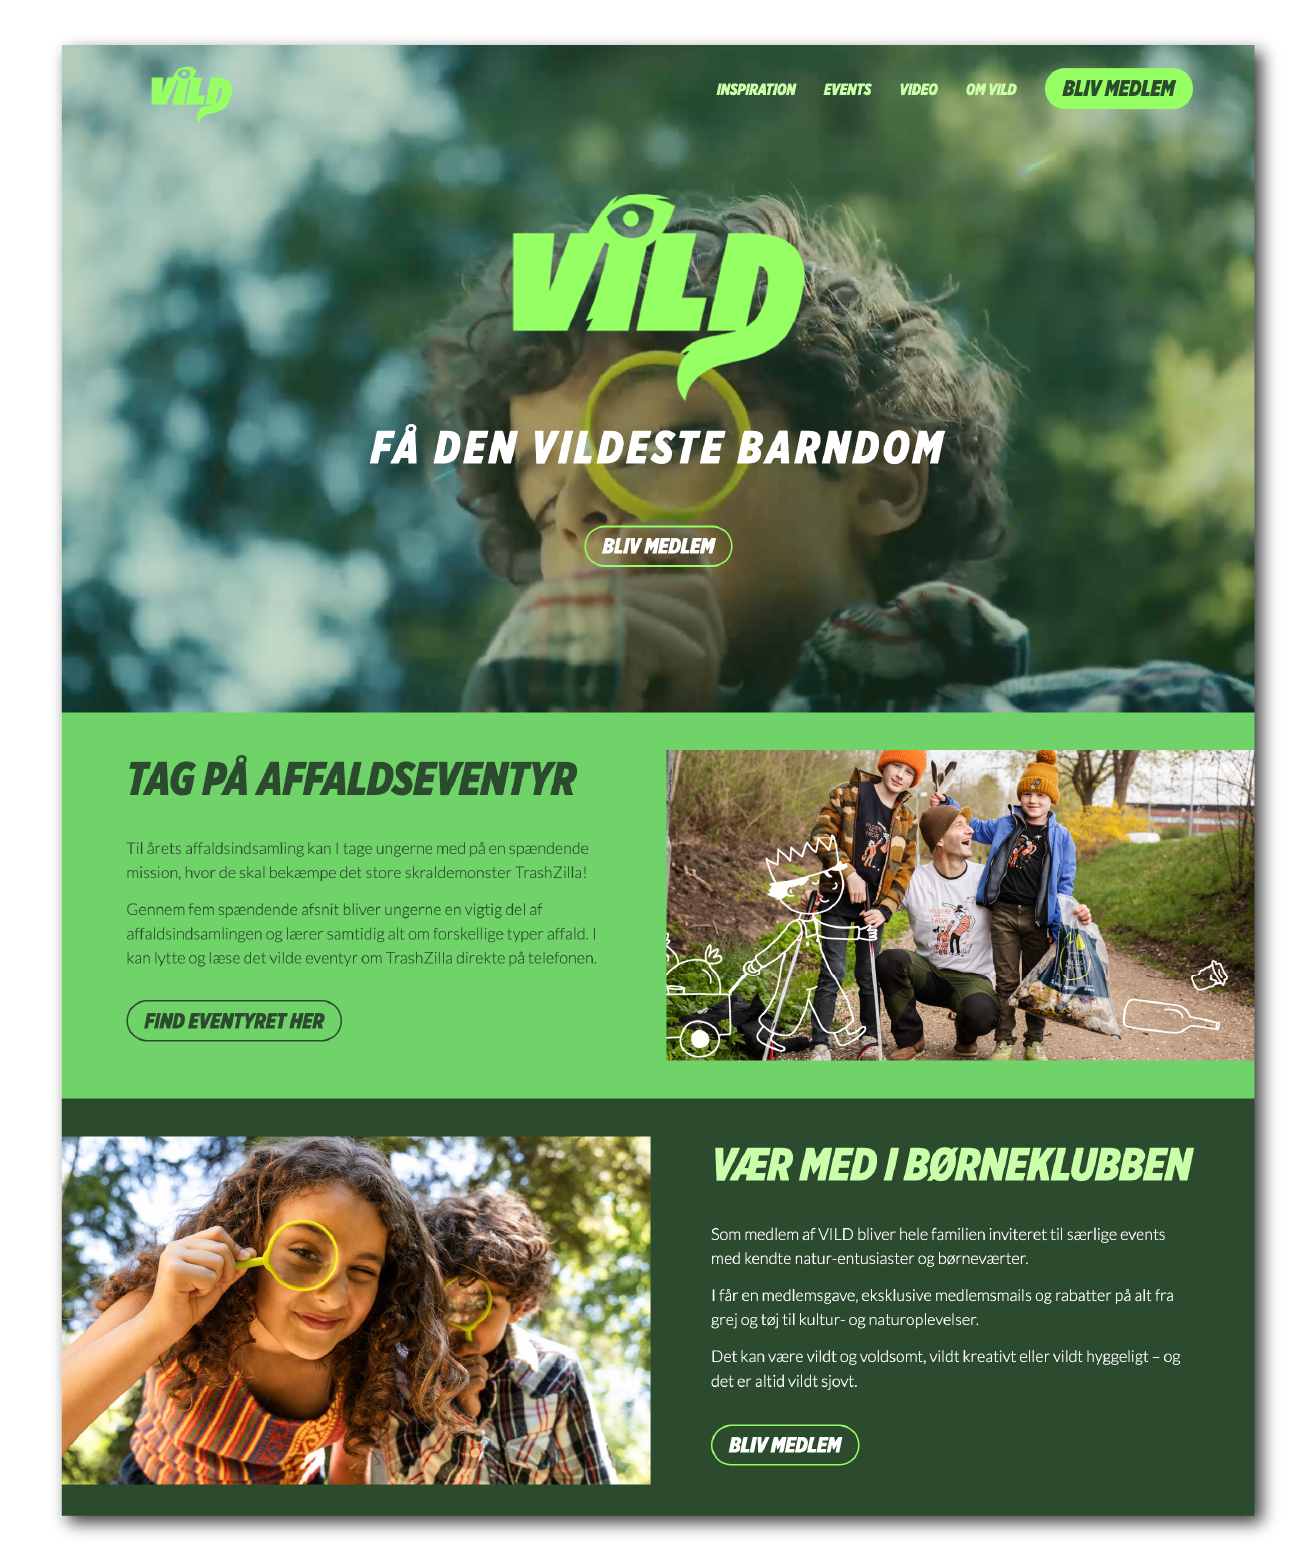 VILD
INSPIRATION EVENTS VIDEO OM VILD BLIV MEDLEM
VILD
FÅ DEN VILDESTE BARNDOM
BLIV MEDLEM
TAG PÅ AFFALDSEVENTYR
Til årets affaldsindsamling kan I tage ungerne med på en spændende
mission, hvor de skal bekæmpe det store skraldemonster TrashZilla!
Gennem fem spændende afsnit bliver ungerne en vigtig del af
affaldsindsamlingen og lærer samtidig alt om forskellige typer affald. I
kan lytte og læse det vilde eventyr om TrashZilla direkte på telefonen.
FIND EVENTYRET HER
VÆR MED I BØRNEKLUBBEN
Som medlem af VILD bliver hele familien inviteret til særlige events
med kendte natur-entusiaster og børneværter.
I får en medlemsgave, eksklusive medlemsmails og rabatter på alt fra
grej og tøj til kultur- og naturoplevelser.
Det kan være vildt og voldsomt, vildt kreativt eller vildt hyggeligt – og
det er altid vildt sjovt.
BLIV MEDLEM